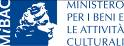 MiBAC
MINISTERO
PER I BENI E
LE ATTIVITÀ
CULTURALI